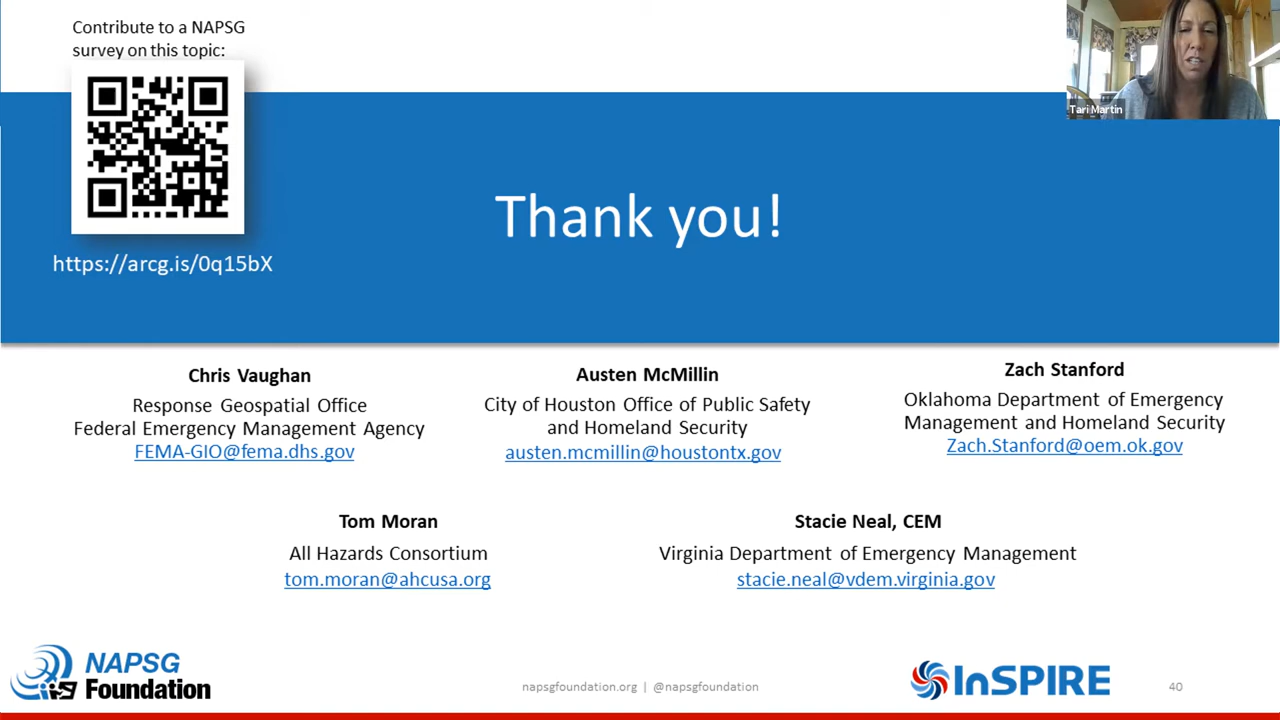 Contribute to a NAPSG
survey on this topic:
Tari Martin
Thank you!
https://arcg.is/0q15bX
Chris Vaughan
Response Geospatial Office
Federal Emergency Management Agency
FEMA-GIO@fema.dhs.gov
Austen McMillin
City of Houston Office of Public Safety
and Homeland Security
austen.mcmillin@houstontx.gov
Zach Stanford
Oklahoma Department of Emergency
Management and Homeland Security
Zach.Stanford@oem.ok.gov
Tom Moran
All Hazards Consortium
tom.moran@ahcusa.org
Stacie Neal, CEM
Virginia Department of Emergency Management
stacie.neal@vdem.virginia.gov
NAPSG
Foundation
napsgfoundation.org | @napsgfoundation
InSPIRE
40